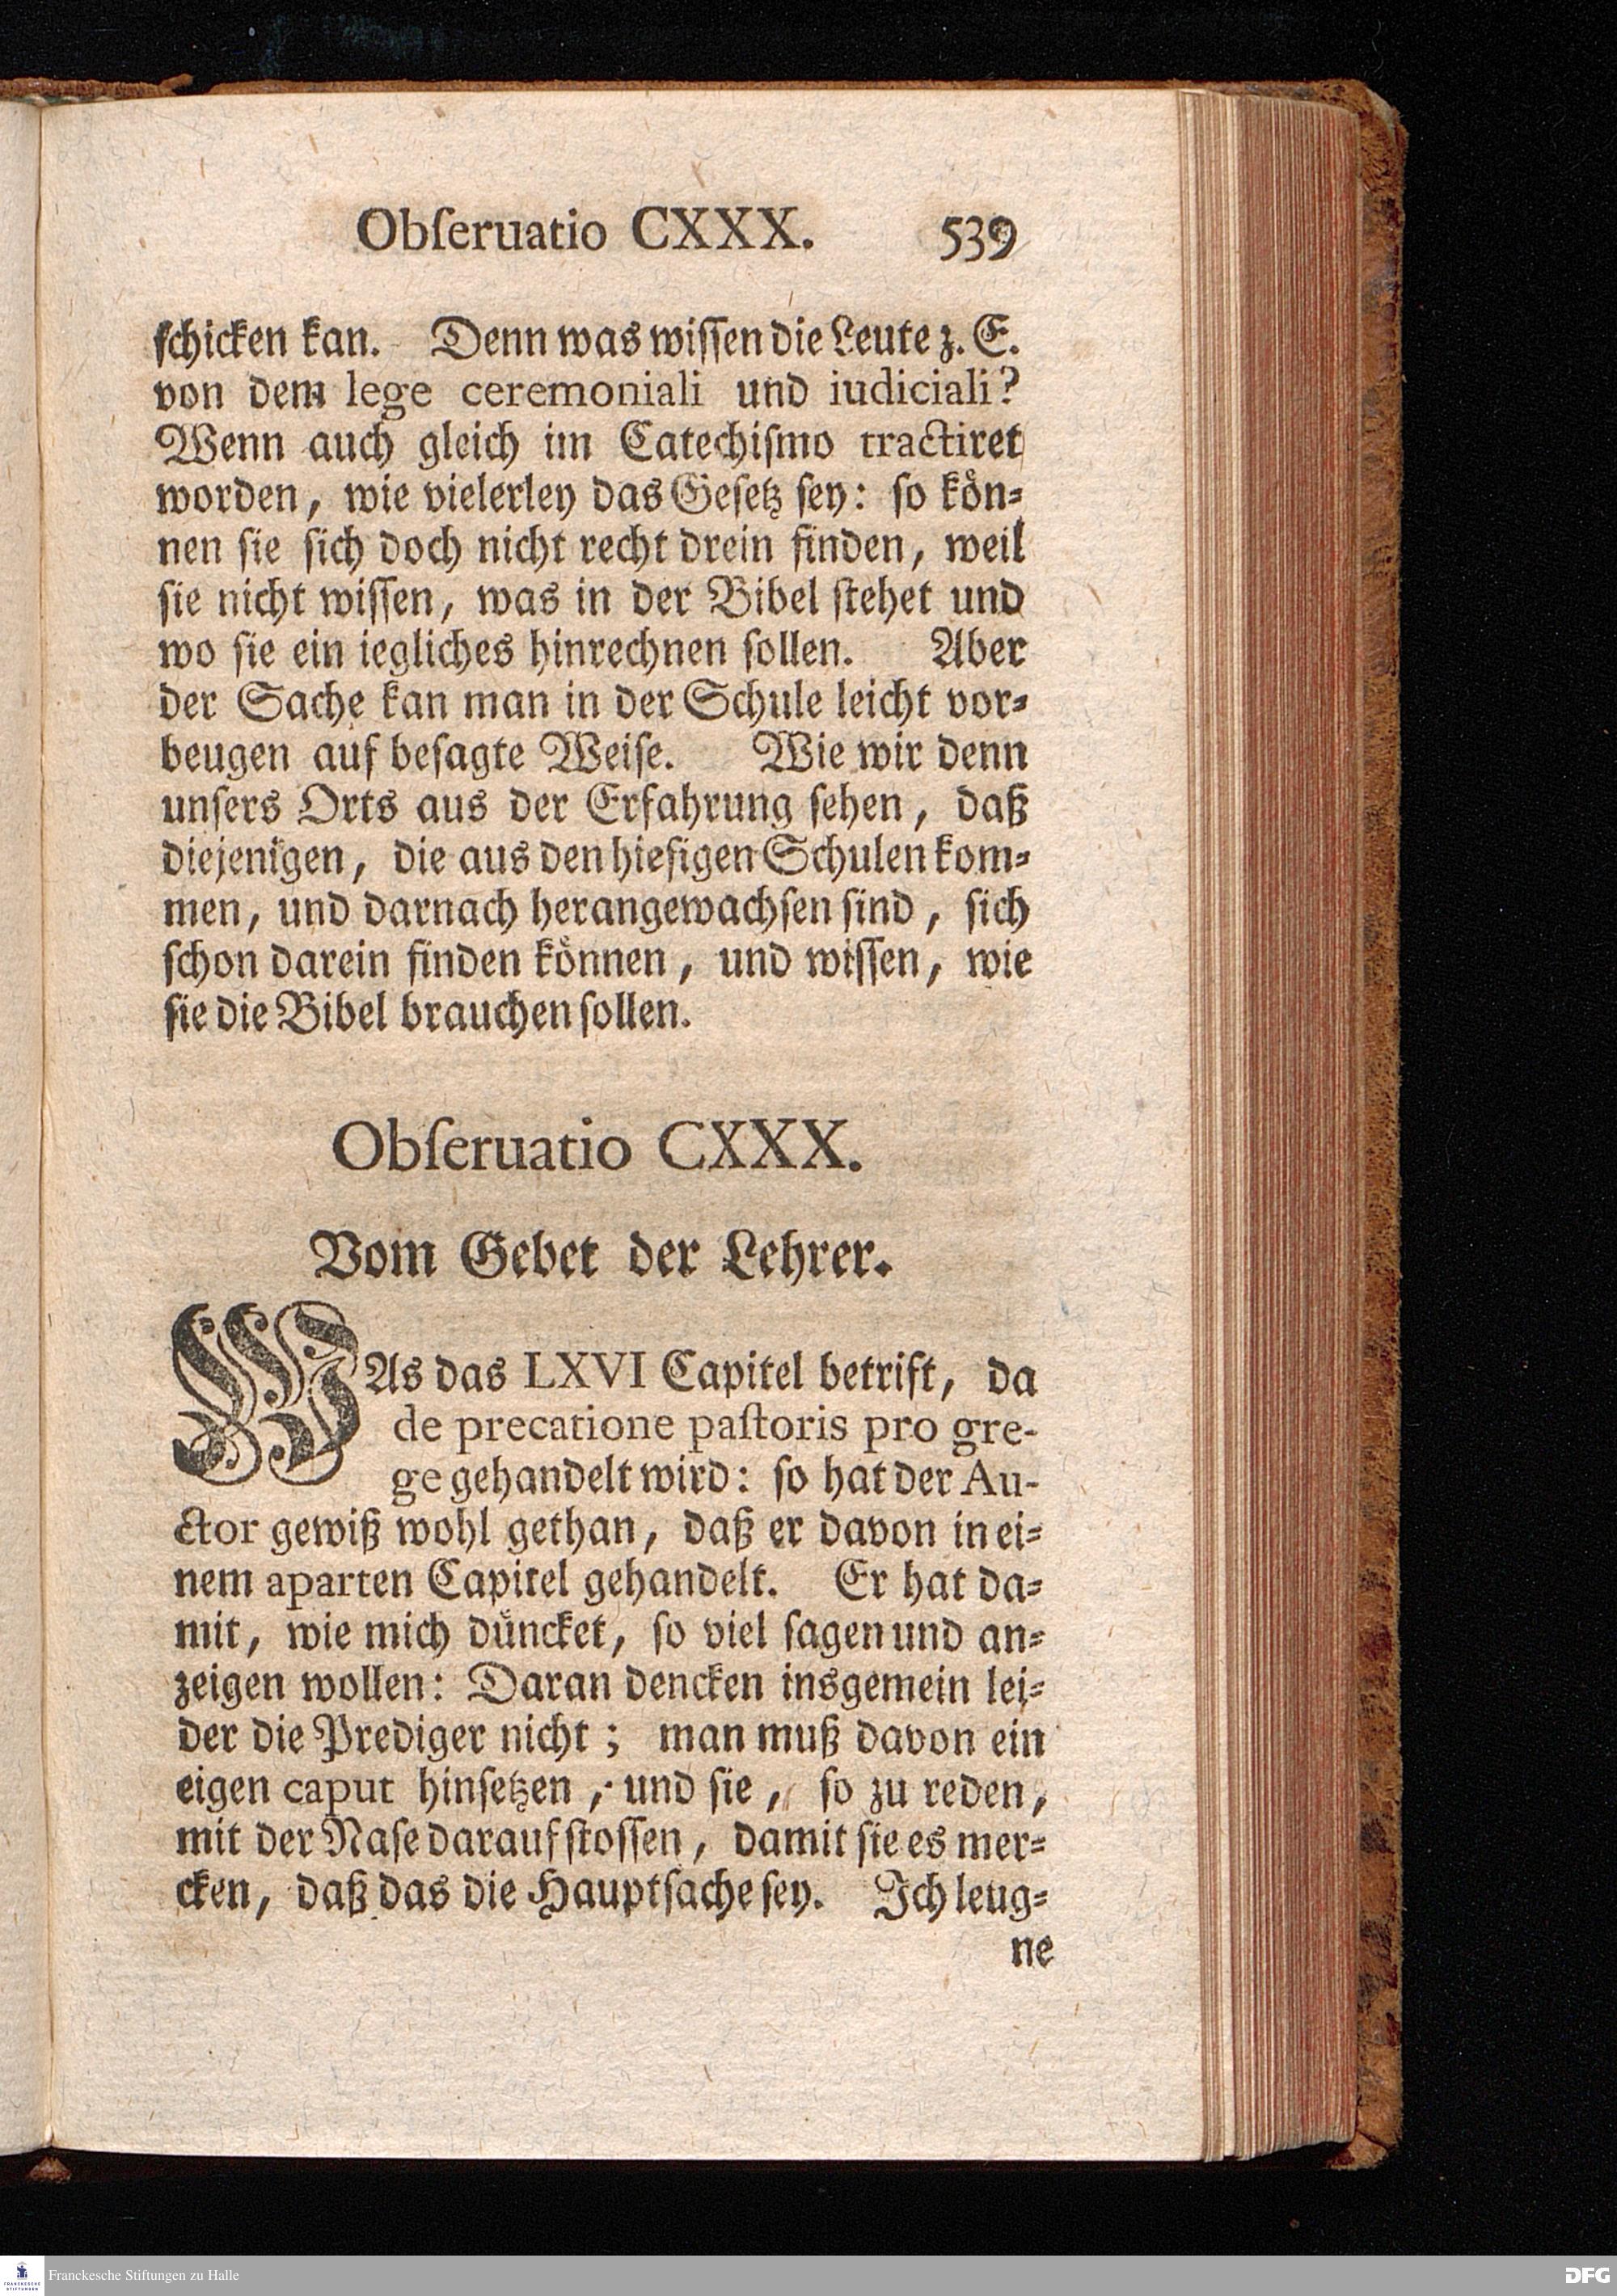 Obſeruatio CXXX. 539
ſchicken kan. Denn was wiſſen die Leute z. E.
von dem lege ceremoniali und iudiciali?
Wenn auch gleich im Catechiſmo tractiret
worden, wie vielerley das Geſetz ſey: ſo kön-
nen ſie ſich doch nicht recht drein finden, weil
ſie nicht wiſſen, was in der Bibel ſtehet und
wo ſie ein iegliches hinrechnen ſollen. Aber
der Sache kan man in der Schule leicht vor-
beugen auf beſagte Weiſe. Wie wir denn
unſers Orts aus der Erfahrung ſehen, daß
diejenigen, die aus den hieſigen Schulen kom-
men, und darnach herangewachſen ſind, ſich
ſchon darein finden können, und wiſſen, wie
ſie die Bibel brauchen ſollen.
Obſeruatio CXXX.
Vom Gebet der Lehrer.
WAs das LXVI Capitel betrift, da
de precatione paſtoris pro gre-
ge gehandelt wird: ſo hat der Au-
ctor gewiß wohl gethan, daß er davon in ei-
nem aparten Capitel gehandelt. Er hat da-
mit, wie mich düncket, ſo viel ſagen und an-
zeigen wollen: Daran dencken insgemein lei-
der die Prediger nicht; man muß davon ein
eigen caput hinſetzen, und ſie, ſo zu reden,
mit der Naſe darauf ſtoſſen, damit ſie es mer-
cken, daß das die Hauptſache ſey. Ich leug-
ne
FRANCKESCHE STIFTUNGEN
Franckesche Stiftungen zu Halle
DFG